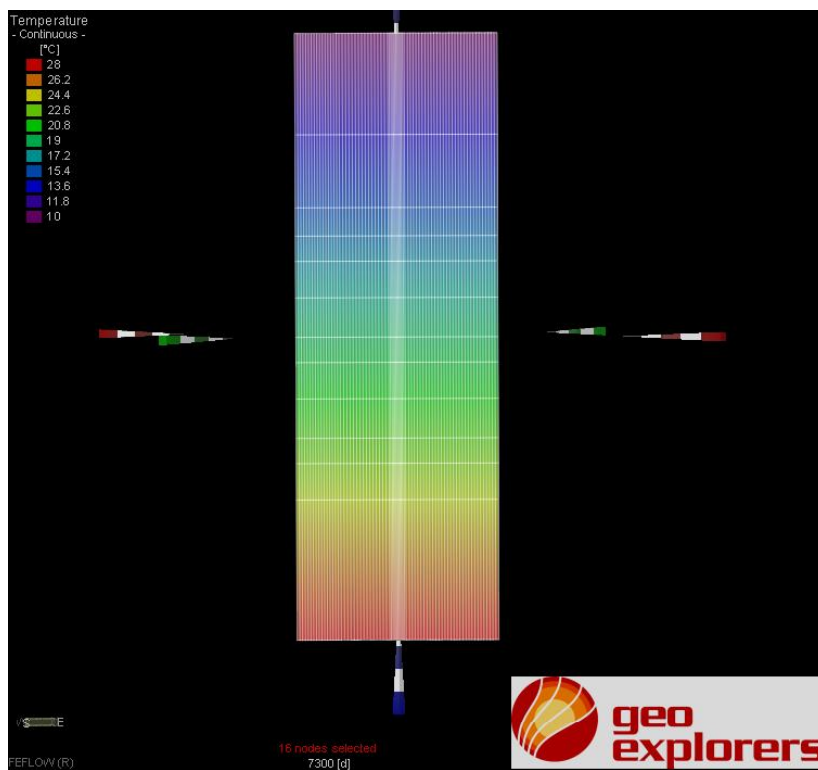 Temperature
- Continuous -
[°C]
28
26.2
24.4
22.6
20.8
19
17.2
15.4
13.6
11.8
10
S E
16 nodes selected
7300 [d]
FEFLOW (R)
geo
explorers